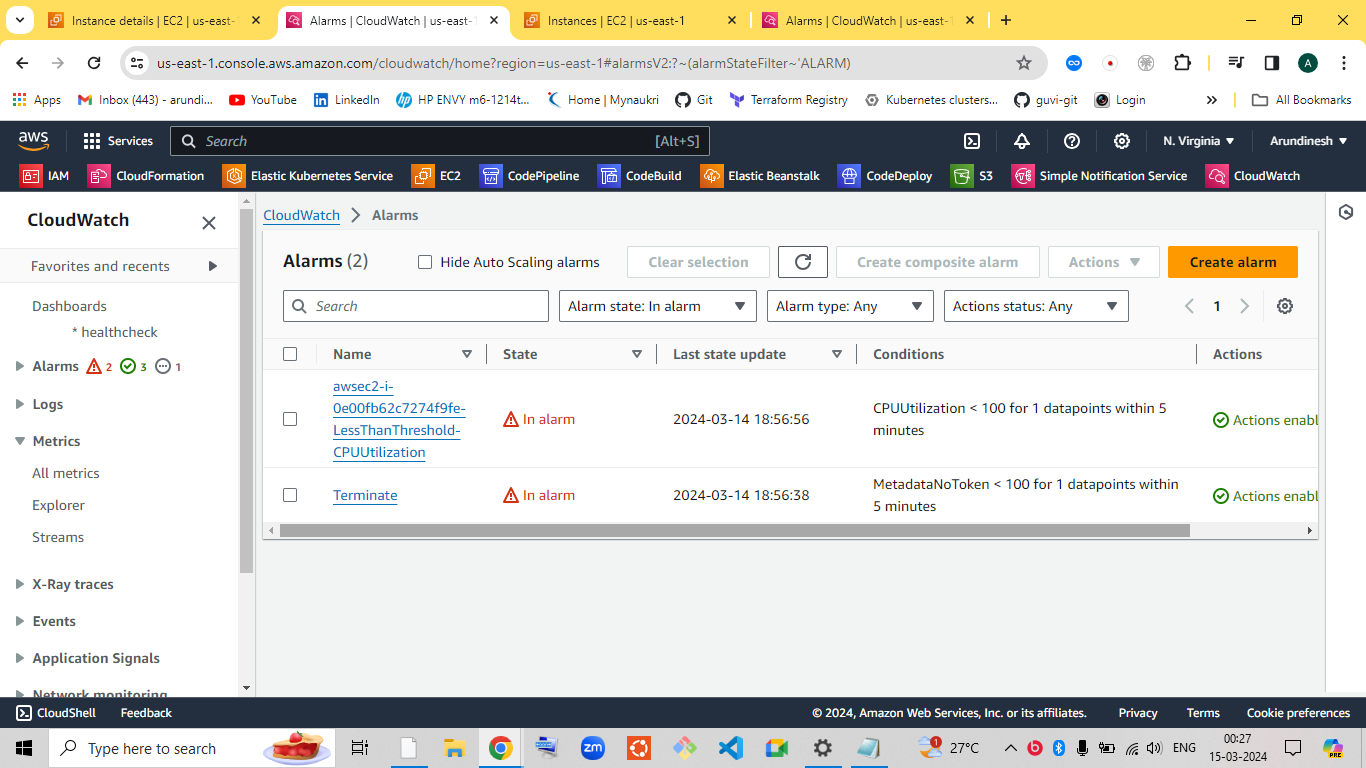 Instance details | EC2 | us-east-
Alarms | CloudWatch | us-east-1
Instances | EC2 | us-east-1
Alarms | CloudWatch | us-east-
us-east-1.console.aws.amazon.com/cloudwatch/home?region=us-east-1#alarmsV2:?~(alarmStateFilter~'ALARM)
A
Apps
Inbox (443) - arundi...
YouTube
LinkedIn
HP ENVY m6-1214t...
Home | Mynaukri
Git
Terraform Registry
Kubernetes clusters...
guvi-git
Login
All Bookmarks
aws
Services
Search
[Alt+S]
N. Virginia
Arundinesh
IAM
CloudFormation
Elastic Kubernetes Service
EC2
CodePipeline
CodeBuild
Elastic Beanstalk
CodeDeploy
S3
Simple Notification Service
CloudWatch
CloudWatch
Favorites and recents
Dashboards
* healthcheck
Alarms 2 3 1
Logs
Metrics
All metrics
Explorer
Streams
X-Ray traces
Events
Application Signals
Network monitoring
CloudWatch > Alarms
Alarms (2)
Hide Auto Scaling alarms
Clear selection
Create composite alarm
Actions
Create alarm
Search
Alarm state: In alarm
Alarm type: Any
Actions status: Any
1
Name
State
Last state update
Conditions
Actions
awsec2-i-
0e00fb62c7274f9fe-
LessThanThreshold-
CPUUtilization
In alarm
2024-03-14 18:56:56
CPUUtilization < 100 for 1 datapoints within 5
minutes
Actions enabl
Terminate
In alarm
2024-03-14 18:56:38
MetadataNoToken < 100 for 1 datapoints within
5 minutes
Actions enabl
CloudShell
Feedback
© 2024, Amazon Web Services, Inc. or its affiliates.
Privacy
Terms
Cookie preferences
Type here to search
zm
1
27°C
ENG
00:27
15-03-2024
PRE